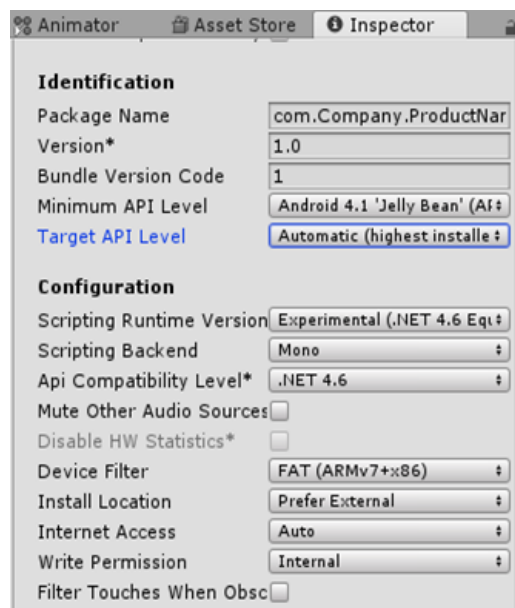 Animator Asset Store Inspector
Identification
Package Name com.Company.ProductNar
Version* 1.0
Bundle Version Code 1
Minimum API Level Android 4.1 'Jelly Bean' (AF
Target API Level Automatic (highest installe
Configuration
Scripting Runtime Version Experimental (.NET 4.6 Equ
Scripting Backend Mono
Api Compatibility Level* .NET 4.6
Mute Other Audio Sources
Disable HW Statistics*
Device Filter FAT (ARMv7+x86)
Install Location Prefer External
Internet Access Auto
Write Permission Internal
Filter Touches When Obsc